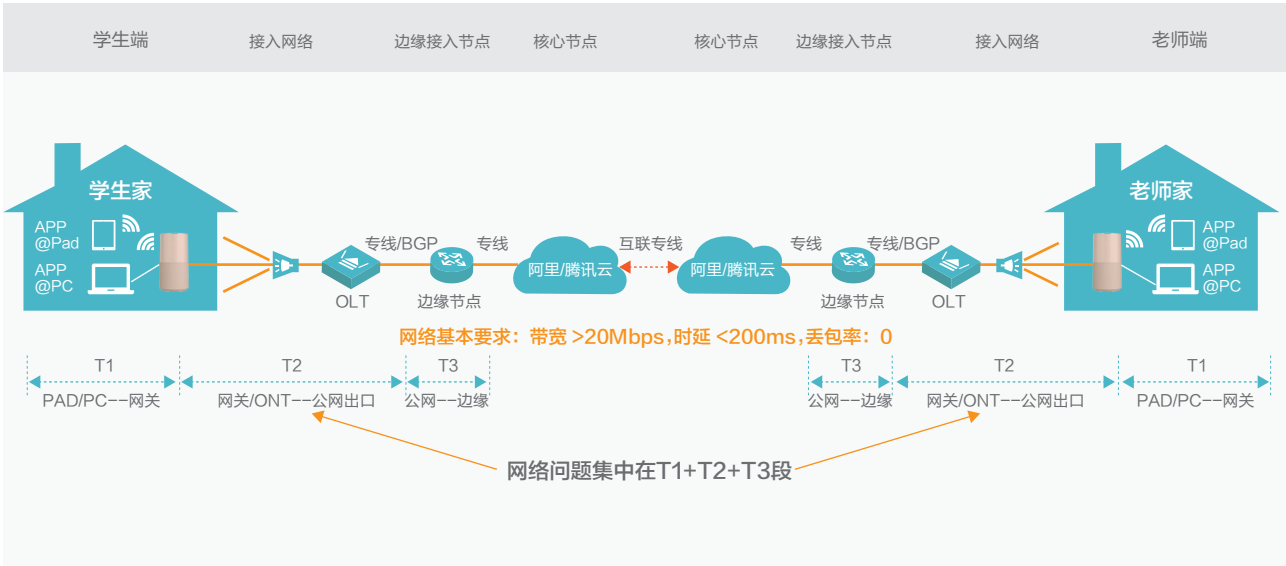 学生端 接入网络 边缘接入节点 核心节点 核心节点 边缘接入节点 接入网络 老师端
学生家
APP
@Pad
APP
@PC
老师家
APP
@Pad
APP
@PC
专线/BGP 专线 互联专线 专线 专线/BGP
阿里/腾讯云 阿里/腾讯云
OLT 边缘节点 边缘节点 OLT
网络基本要求：带宽 >20Mbps,时延 <200ms,丢包率：0
T1 T2 T3 T3 T2 T1
PAD/PC--网关 网关/ONT--公网出口 公网--边缘 公网--边缘 网关/ONT--公网出口 PAD/PC--网关
网络问题集中在T1+T2+T3段